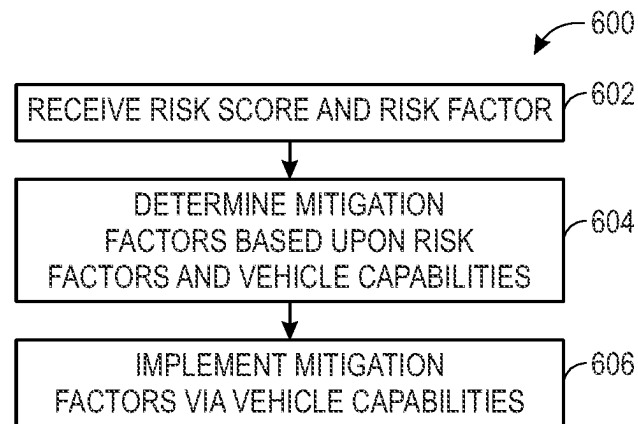 600
RECEIVE RISK SCORE AND RISK FACTOR
602
DETERMINE MITIGATION
FACTORS BASED UPON RISK
FACTORS AND VEHICLE CAPABILITIES
604
IMPLEMENT MITIGATION
FACTORS VIA VEHICLE CAPABILITIES
606